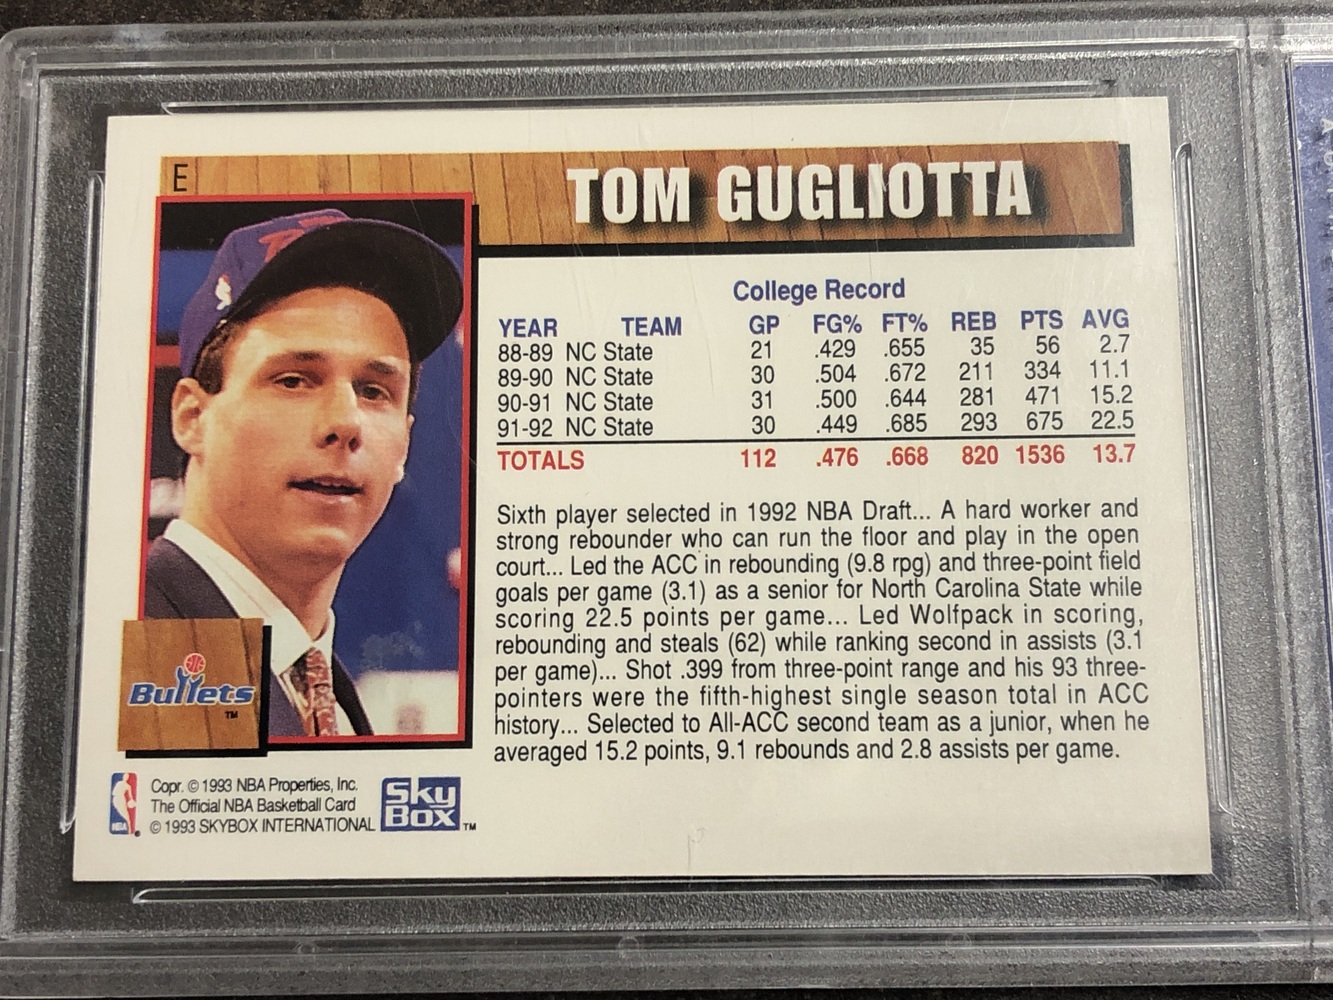 E
TOM GUGLIOTTA
College Record
YEAR TEAM GP FG% FT% REB PTS AVG
88-89 NC State 21 .429 .655 35 56 2.7
89-90 NC State 30 .504 .672 211 334 11.1
90-91 NC State 31 .500 .644 281 471 15.2
91-92 NC State 30 .449 .685 293 675 22.5
TOTALS 112 .476 .668 820 1536 13.7
Sixth player selected in 1992 NBA Draft... A hard worker and
strong rebounder who can run the floor and play in the open
court... Led the ACC in rebounding (9.8 rpg) and three-point field
goals per game (3.1) as a senior for North Carolina State while
scoring 22.5 points per game... Led Wolfpack in scoring,
rebounding and steals (62) while ranking second in assists (3.1
per game)... Shot .399 from three-point range and his 93 three-
pointers were the fifth-highest single season total in ACC
history... Selected to All-ACC second team as a junior, when he
averaged 15.2 points, 9.1 rebounds and 2.8 assists per game.
Bullets
TM
NBA
Copr. © 1993 NBA Properties, Inc.
The Official NBA Basketball Card
© 1993 SKYBOX INTERNATIONAL
Sky
Box TM